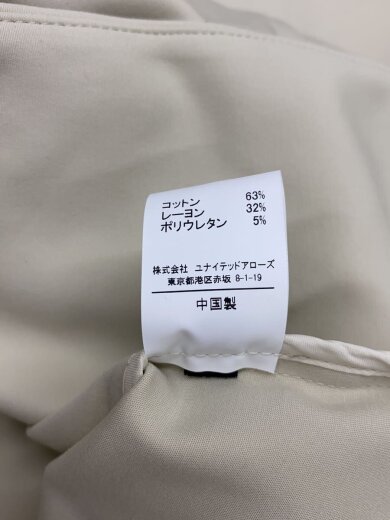 コットン 63%
レーヨン 32%
ポリウレタン 5%
株式会社 ユナイテッドアローズ
東京都港区赤坂 8-1-19
中国製